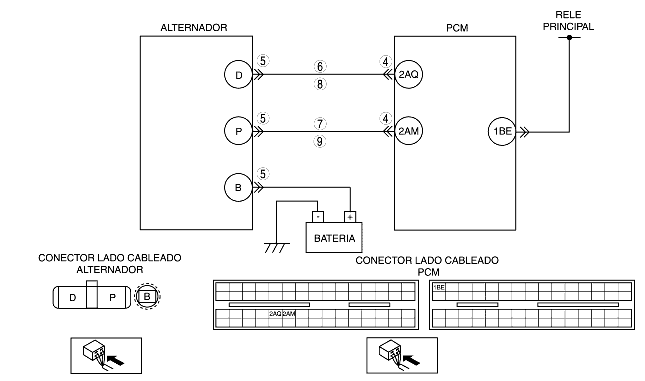 RELE
PRINCIPAL
ALTERNADOR
PCM
D
5
6
8
4
2AQ
P
5
7
9
4
2AM
1BE
B
5
-
+
BATERIA
CONECTOR LADO CABLEADO
ALTERNADOR
CONECTOR LADO CABLEADO
PCM
D
P
B
1BE
2AQ
2AM